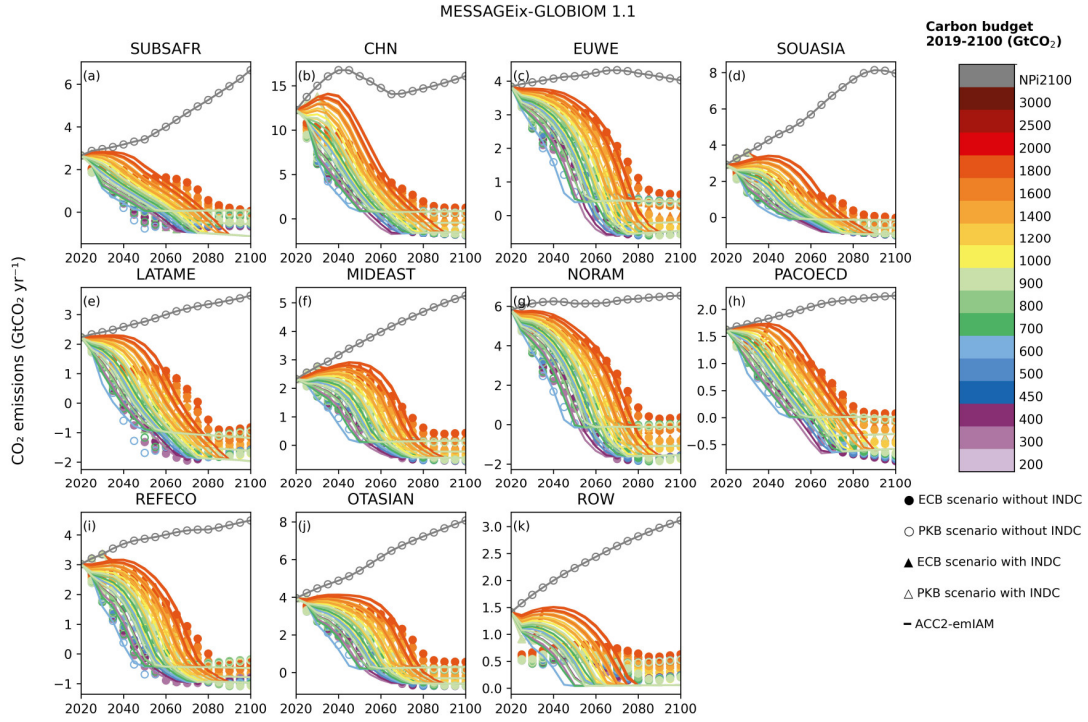 MESSAGEix-GLOBIOM 1.1
Carbon budget
2019-2100 (GtCO₂)
SUBSAFR CHN EUWE SOUASIA
(a) (b) (c) (d)
6 4 2 0
15 10 5 0
4 3 2 1 0
8 6 4 2 0
2020 2040 2060 2080 2100 2020 2040 2060 2080 2100 2020 2040 2060 2080 2100 2020 2040 2060 2080 2100
LATAME MIDEAST NORAM PACOECD
(e) (f) (g) (h)
CO₂ emissions (GtCO₂ yr⁻¹)
3 2 1 0 −1 −2
5 4 3 2 1 0
6 4 2 0 −2
2.0 1.5 1.0 0.5 0.0 −0.5
2020 2040 2060 2080 2100 2020 2040 2060 2080 2100 2020 2040 2060 2080 2100 2020 2040 2060 2080 2100
REFECO OTASIAN ROW
(i) (j) (k)
4 3 2 1 0 −1
8 6 4 2 0
3.0 2.5 2.0 1.5 1.0 0.5 0.0
2020 2040 2060 2080 2100 2020 2040 2060 2080 2100 2020 2040 2060 2080 2100
NPi2100
3000
2500
2000
1800
1600
1400
1200
1000
900
800
700
600
500
450
400
300
200
ECB scenario without INDC
PKB scenario without INDC
ECB scenario with INDC
PKB scenario with INDC
ACC2-emIAM